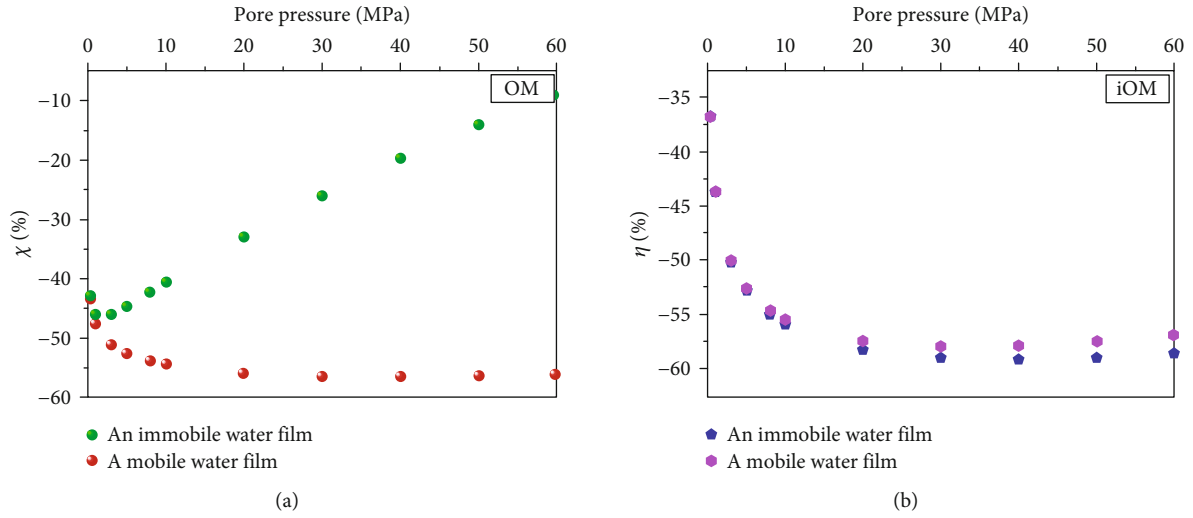 Pore pressure (MPa)
0 10 20 30 40 50 60
−10
−20
−30
−40
−50
−60
χ (%)
OM
An immobile water film
A mobile water film
(a)
Pore pressure (MPa)
0 10 20 30 40 50 60
−35
−40
−45
−50
−55
−60
η (%)
iOM
An immobile water film
A mobile water film
(b)